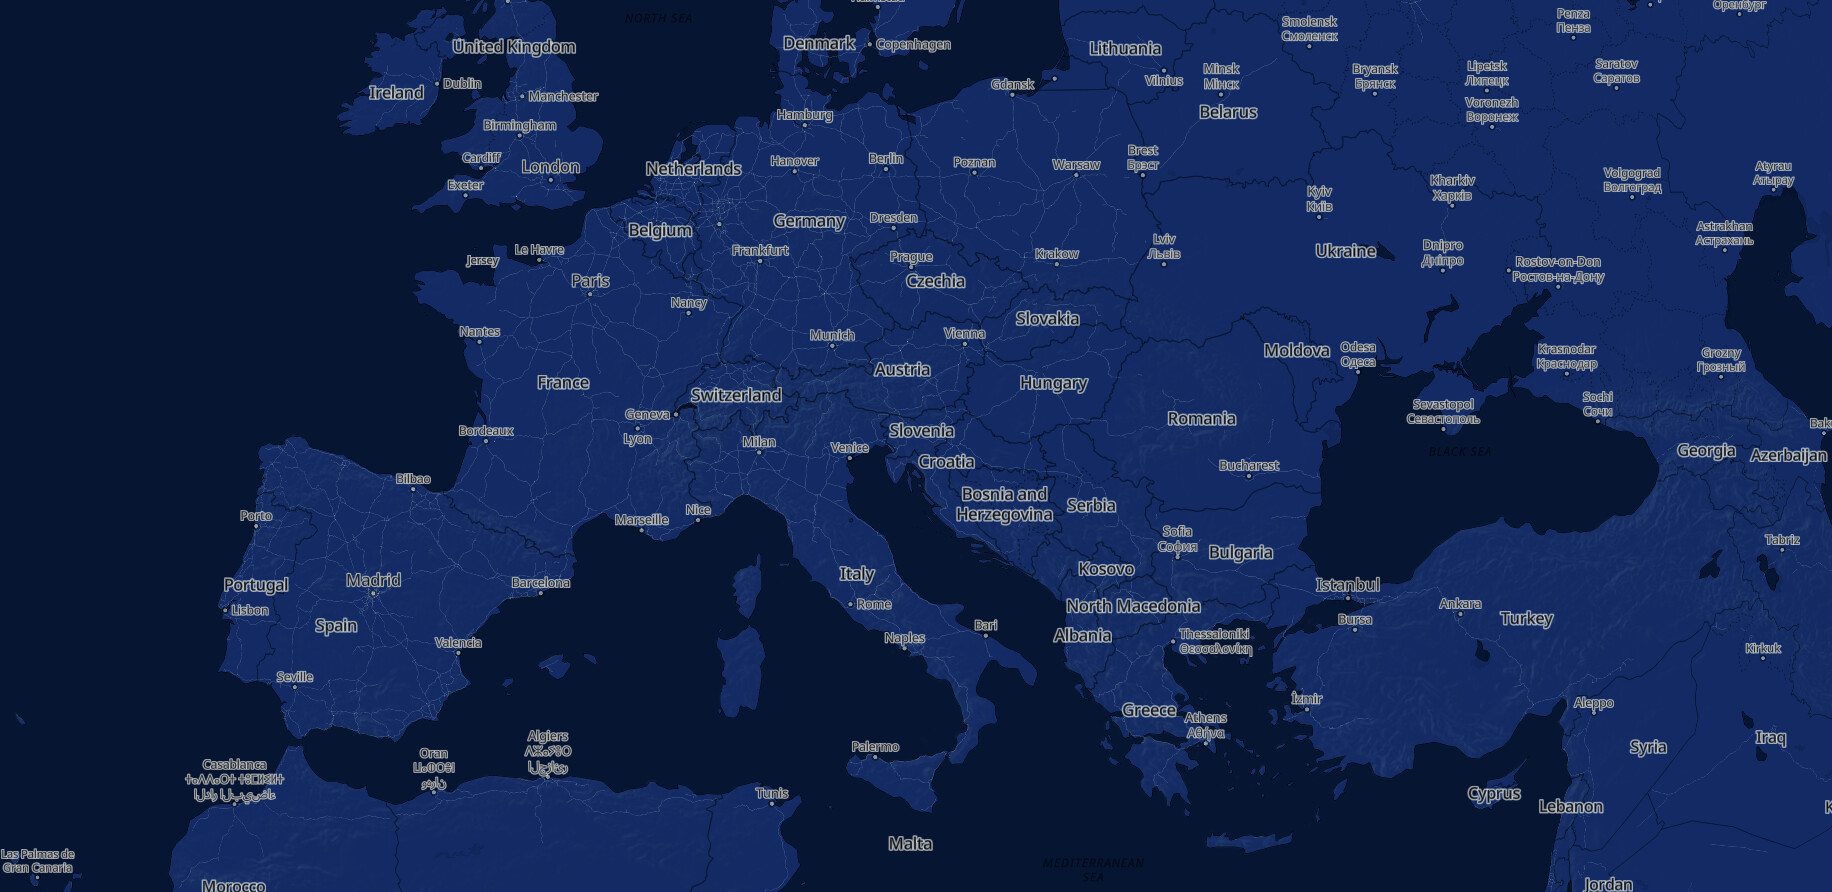 NORTH SEA
Оренбург
Penza
Пенза
Smolensk
Смоленск
United Kingdom
Denmark
Copenhagen
Lithuania
Vilnius
Minsk
Мінск
Belarus
Bryansk
Брянск
Lipetsk
Липецк
Saratov
Саратов
Voronezh
Воронеж
Dublin
Ireland
Manchester
Gdansk
Hamburg
Birmingham
Cardiff
London
Exeter
Netherlands
Hanover
Berlin
Poznan
Warsaw
Brest
Брэст
Kyiv
Київ
Kharkiv
Харків
Volgograd
Волгоград
Atyrau
Атырау
Belgium
Germany
Dresden
Le Havre
Jersey
Frankfurt
Prague
Czechia
Krakow
Lviv
Львів
Ukraine
Dnipro
Дніпро
Astrakhan
Астрахань
Rostov-on-Don
Ростов-на-Дону
Paris
Nancy
Nantes
Munich
Vienna
Slovakia
Moldova
Odesa
Одеса
Krasnodar
Краснодар
Grozny
Грозный
France
Switzerland
Austria
Hungary
Geneva
Lyon
Romania
Sevastopol
Севастополь
Sochi
Сочи
Bordeaux
Milan
Venice
Slovenia
Croatia
BLACK SEA
Georgia
Azerbaijan
Bilbao
Bucharest
Bosnia and
Herzegovina
Serbia
Porto
Marseille
Nice
Sofia
София
Bulgaria
Tabriz
Portugal
Madrid
Barcelona
Italy
Kosovo
Istanbul
Lisbon
Spain
Rome
North Macedonia
Ankara
Bursa
Turkey
Valencia
Naples
Bari
Albania
Thessaloniki
Θεσσαλονίκη
Kirkuk
Seville
İzmir
Aleppo
Greece
Athens
Αθήνα
Algiers
Oran
Palermo
Syria
Iraq
Casablanca
Tunis
Cyprus
Lebanon
Malta
Las Palmas de
Gran Canaria
MEDITERRANEAN
SEA
Morocco
Jordan